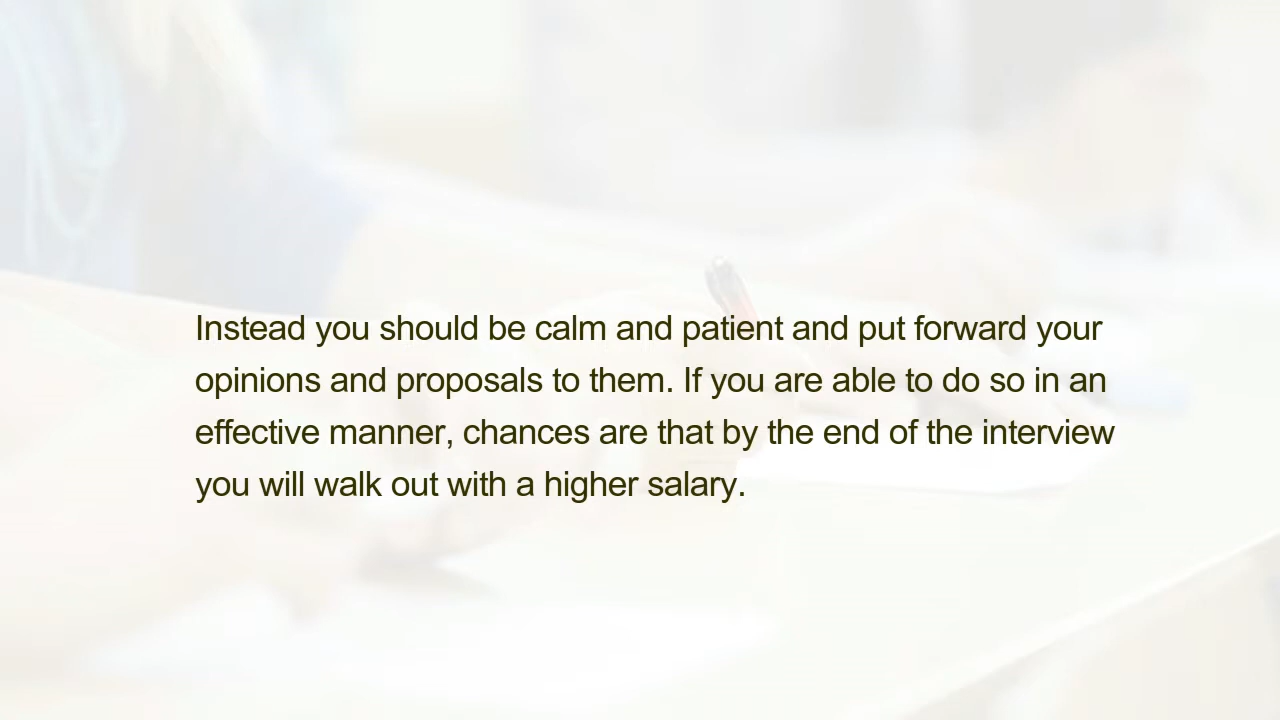 Instead you should be calm and patient and put forward your
opinions and proposals to them. If you are able to do so in an
effective manner, chances are that by the end of the interview
you will walk out with a higher salary.